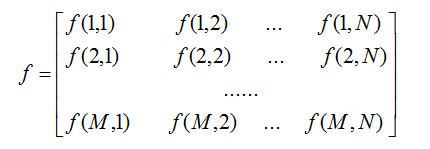 f(1,1) f(1,2) ... f(1,N)
f(2,1) f(2,2) ... f(2,N)
f =
......
f(M,1) f(M,2) ... f(M,N)